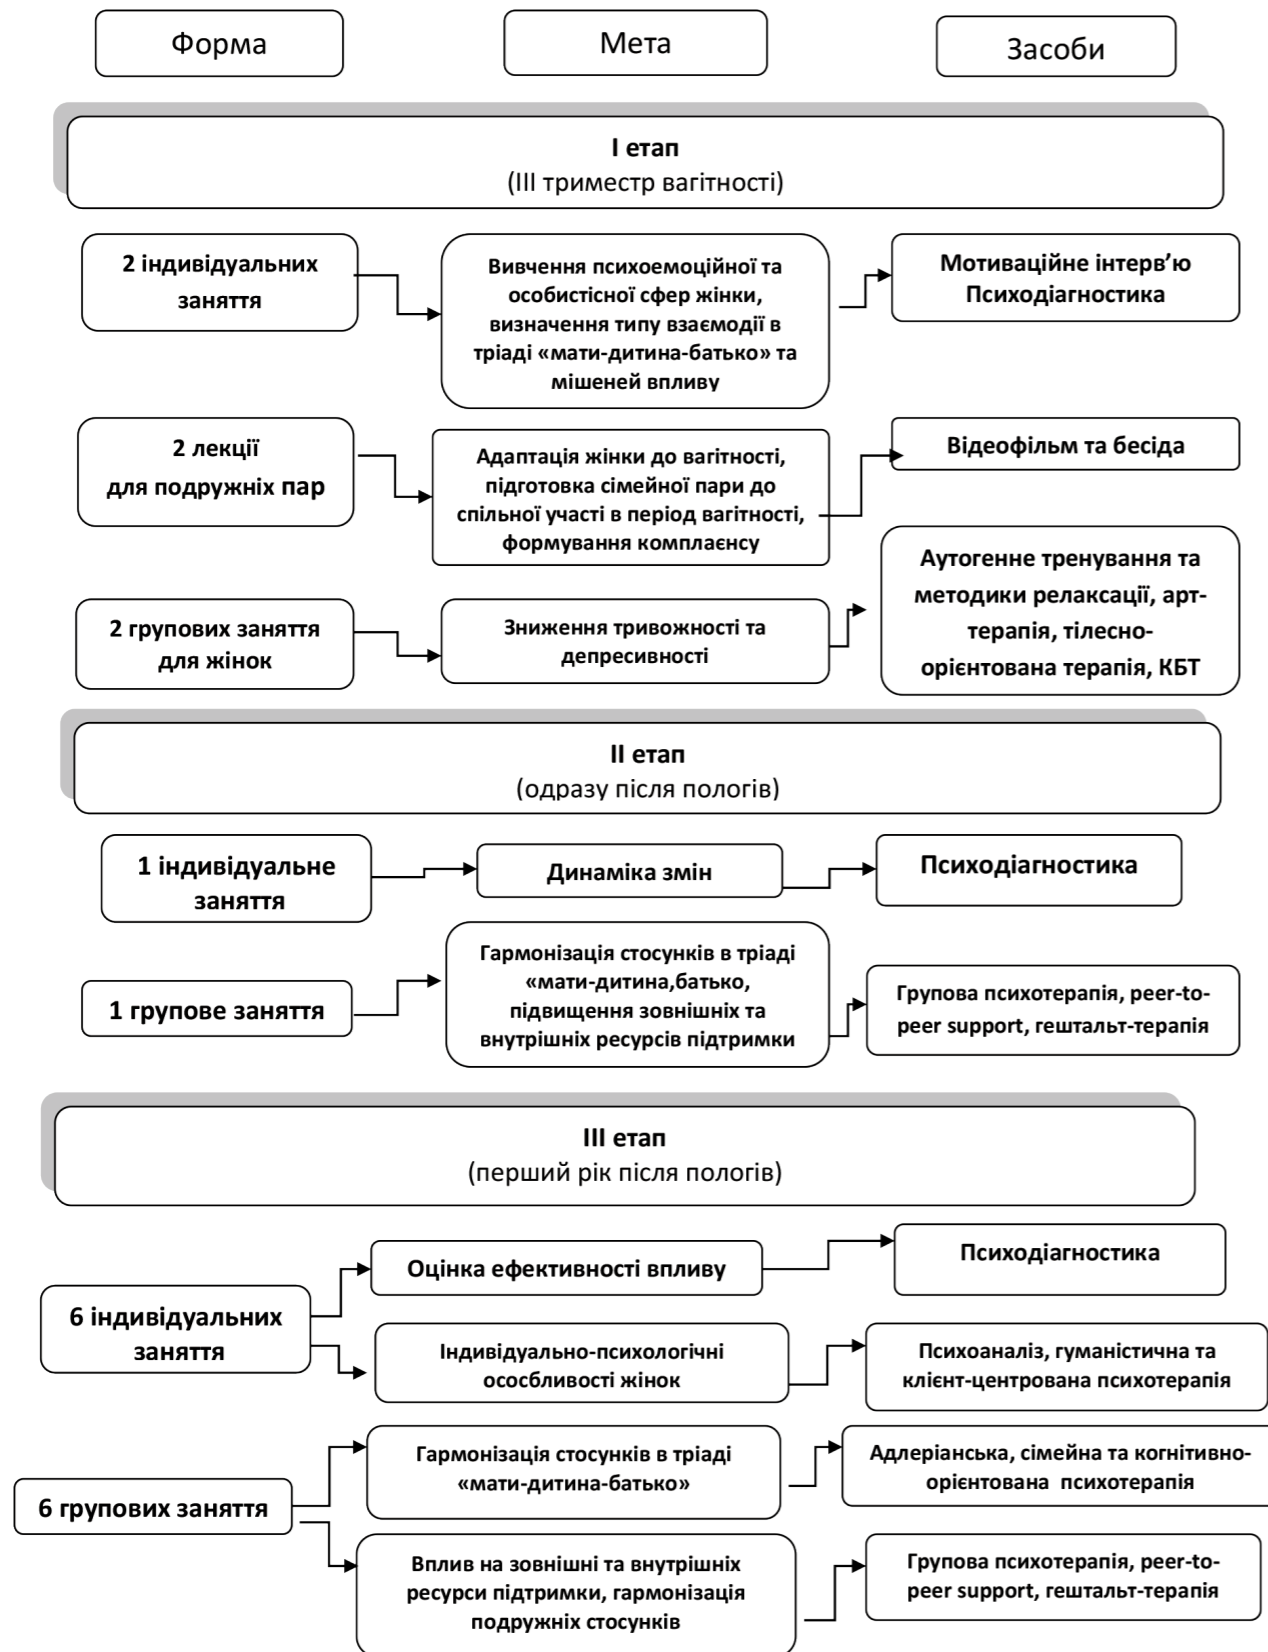 Форма
Мета
Засоби
І етап
(ІІІ триместр вагітності)
2 індивідуальних
заняття
Вивчення психоемоційної та
особистісної сфер жінки,
визначення типу взаємодії в
тріаді «мати-дитина-батько» та
мішеней впливу
Мотиваційне інтерв’ю
Психодіагностика
2 лекції
для подружніх пар
Адаптація жінки до вагітності,
підготовка сімейної пари до
спільної участі в період вагітності,
формування комплаєнсу
Відеофільм та бесіда
2 групових заняття
для жінок
Зниження тривожності та
депресивності
Аутогенне тренування та
методики релаксації, арт-
терапія, тілесно-
орієнтована терапія, КБТ
ІІ етап
(одразу після пологів)
1 індивідуальне
заняття
Динаміка змін
Психодіагностика
1 групове заняття
Гармонізація стосунків в тріаді
«мати-дитина,батько,
підвищення зовнішніх та
внутрішніх ресурсів підтримки
Групова психотерапія, peer-to-
peer support, гештальт-терапія
ІІІ етап
(перший рік після пологів)
6 індивідуальних
заняття
Оцінка ефективності впливу
Психодіагностика
Індивідуально-психологічні
ососбливості жінок
Психоаналіз, гуманістична та
клієнт-центрована психотерапія
6 групових заняття
Гармонізація стосунків в тріаді
«мати-дитина-батько»
Адлеріанська, сімейна та когнітивно-
орієнтована психотерапія
Вплив на зовнішні та внутрішніх
ресурси підтримки, гармонізація
подружніх стосунків
Групова психотерапія, peer-to-
peer support, гештальт-терапія